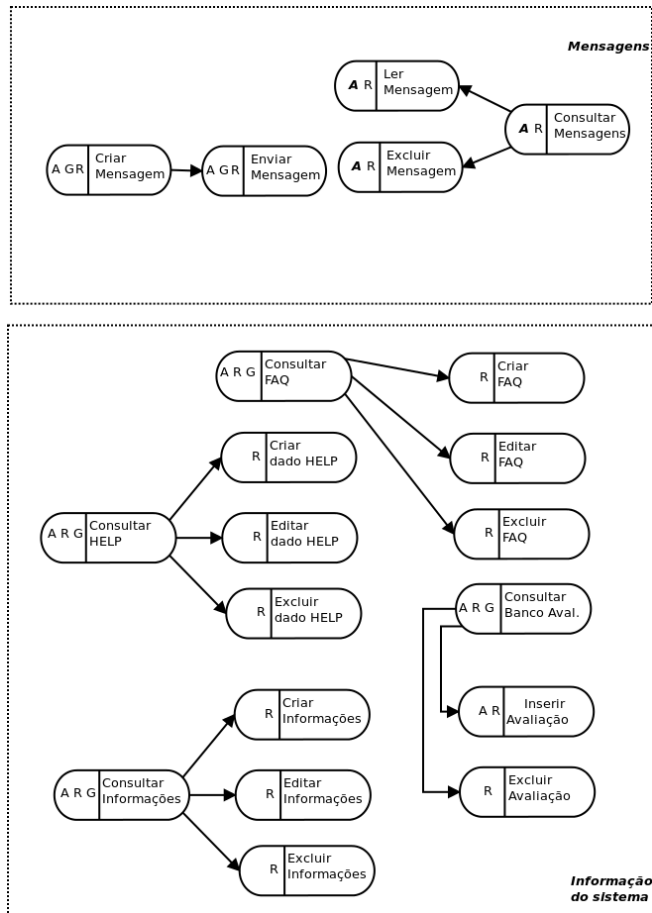 Mensagens
A R
Ler
Mensagem
A R
Consultar
Mensagens
A GR
Criar
Mensagem
A GR
Enviar
Mensagem
A R
Excluir
Mensagem
A R G
Consultar
FAQ
R
Criar
FAQ
R
Criar
dado HELP
R
Editar
FAQ
A R G
Consultar
HELP
R
Editar
dado HELP
R
Excluir
FAQ
R
Excluir
dado HELP
A R G
Consultar
Banco Aval.
R
Criar
Informações
A R
Inserir
Avaliação
A R G
Consultar
Informações
R
Editar
Informações
R
Excluir
Avaliação
R
Excluir
Informações
Informação
do sistema